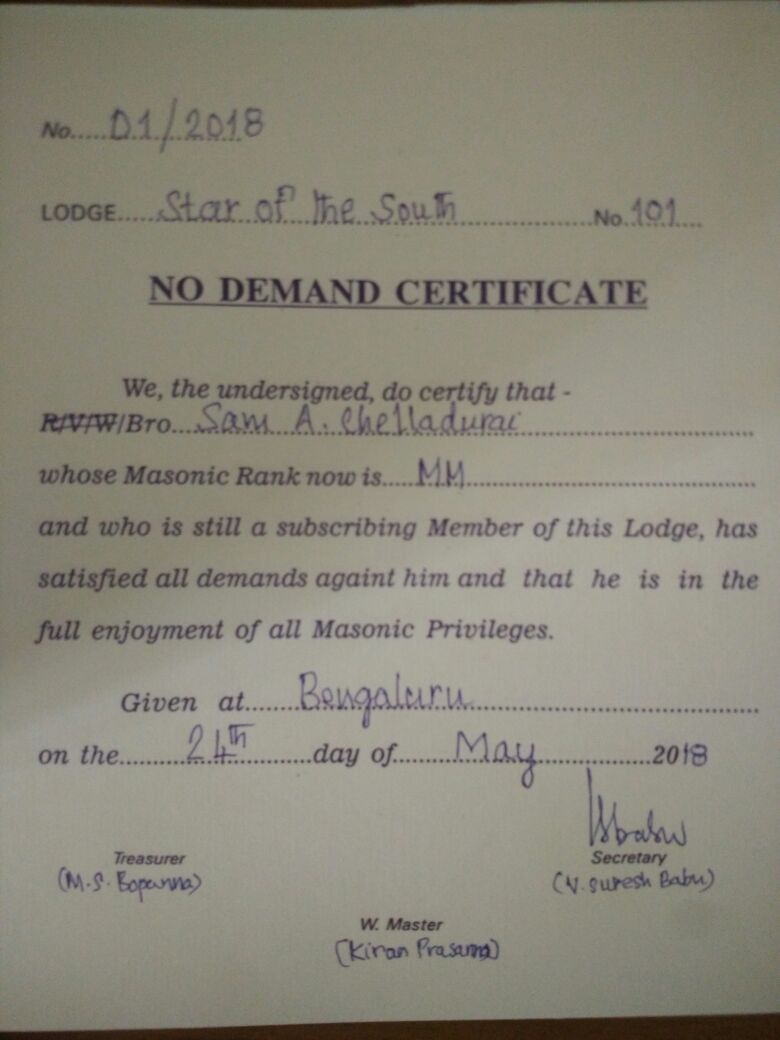 No..... 01/2018
LODGE..... Star of the South ..... No. 101
NO DEMAND CERTIFICATE
We, the undersigned, do certify that -
R/V/W/Bro... Sam A. Chelladurai
whose Masonic Rank now is..... MM
and who is still a subscribing Member of this Lodge, has
satisfied all demands againt him and that he is in the
full enjoyment of all Masonic Privileges.
Given at..... Bengaluru
on the..... 24th ..... day of..... May ..... 2018
Treasurer
(M.S. Bopanna)
Secretary
(V. Suresh Babu)
W. Master
(Kiran Prasanna)